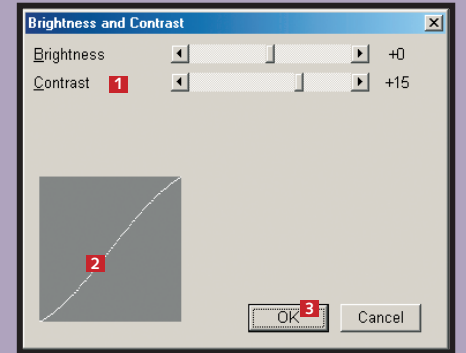 Brightness and Contrast
Brightness +0
Contrast 1 +15
2
3
OK Cancel